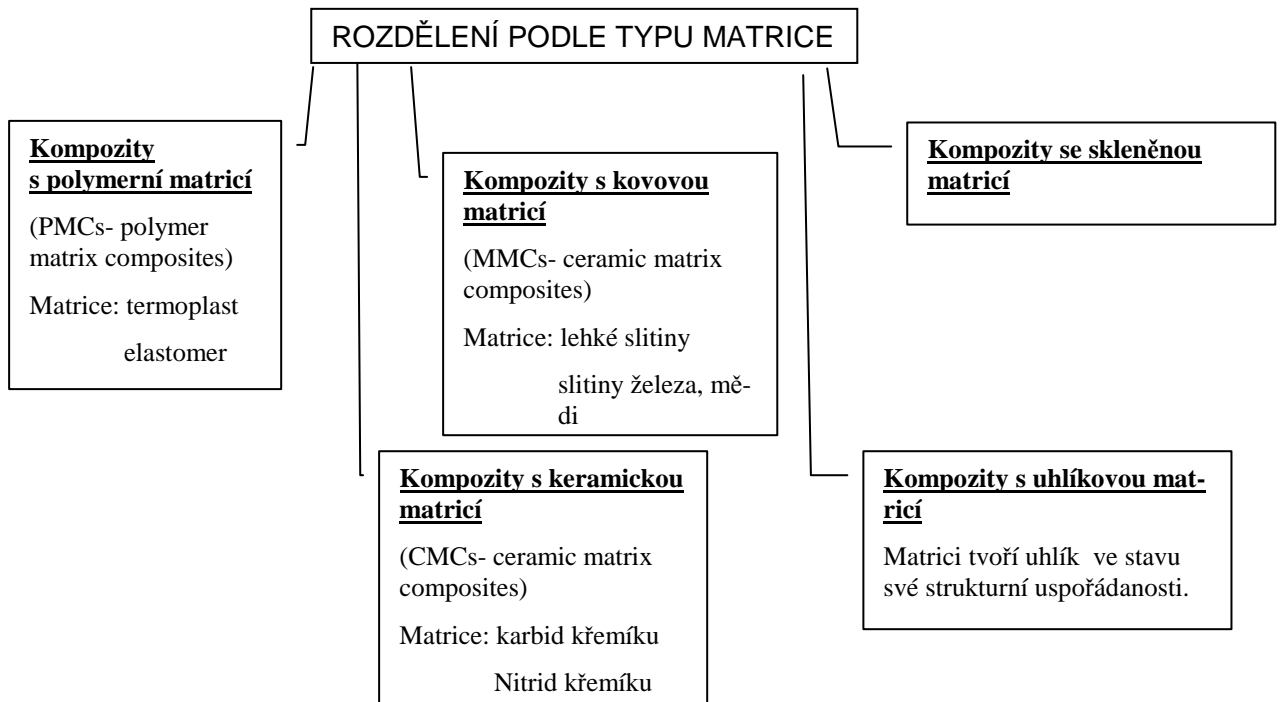 ROZDĚLENÍ PODLE TYPU MATRICE
Kompozity
s polymerní matricí
(PMCs- polymer
matrix composites)
Matrice: termoplast
elastomer
Kompozity s kovovou
matricí
(MMCs- ceramic matrix
composites)
Matrice: lehké slitiny
slitiny železa, mě-
di
Kompozity se skleněnou
matricí
Kompozity s keramickou
matricí
(CMCs- ceramic matrix
composites)
Matrice: karbid křemíku
Nitrid křemíku
Kompozity s uhlíkovou mat-
ricí
Matrici tvoří uhlík ve stavu
své strukturní uspořádanosti.